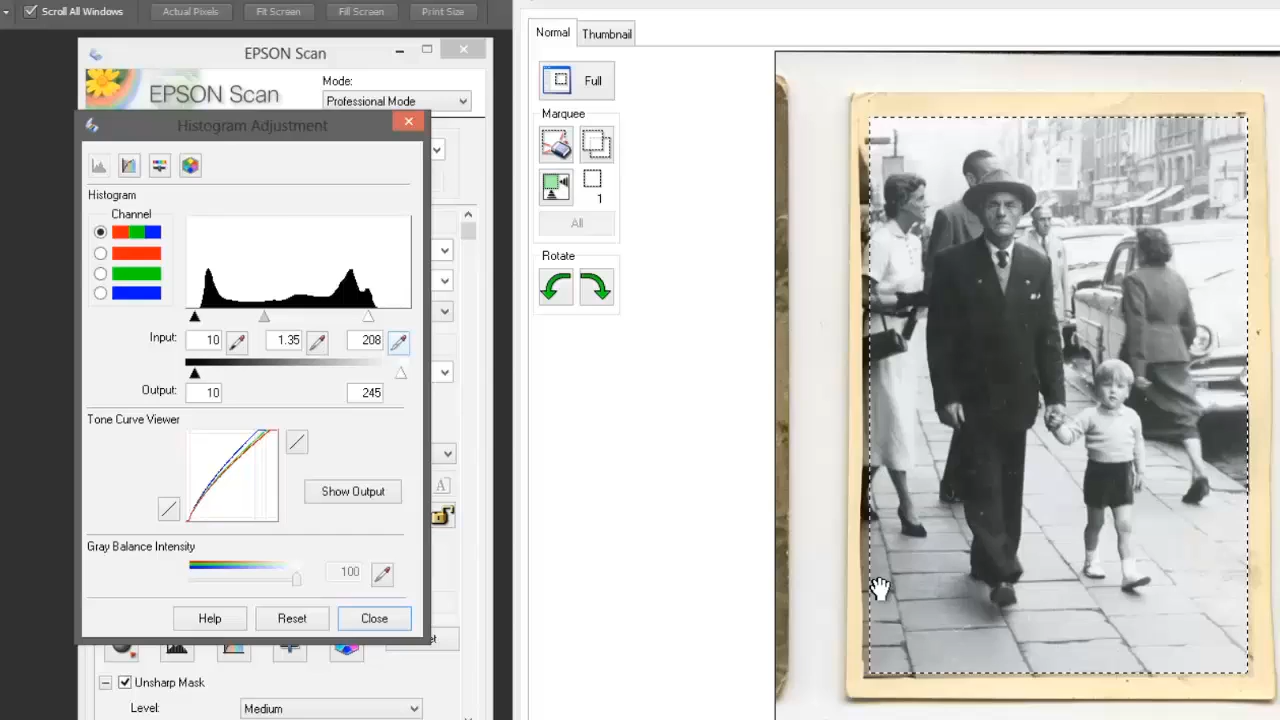 Scroll All Windows Actual Pixels Fit Screen Fill Screen Print Size
EPSON Scan
EPSON Scan
Mode:
Professional Mode
Histogram Adjustment
Histogram
Channel
Input: 10 1.35 208
Output: 10 245
Tone Curve Viewer
Show Output
Gray Balance Intensity
100
Help Reset Close
Unsharp Mask
Level: Medium
Normal Thumbnail
Full
Marquee
1
All
Rotate
A